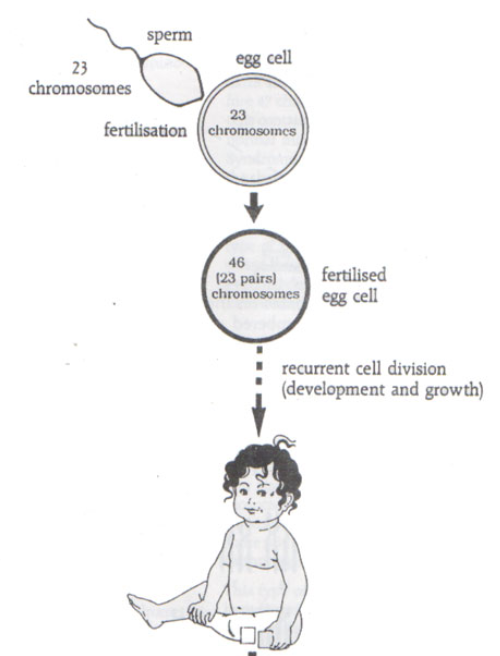 sperm
egg cell
23
chromosomes
fertilisation
23
chromosomes
46
(23 pairs)
chromosomes
fertilised
egg cell
recurrent cell division
(development and growth)